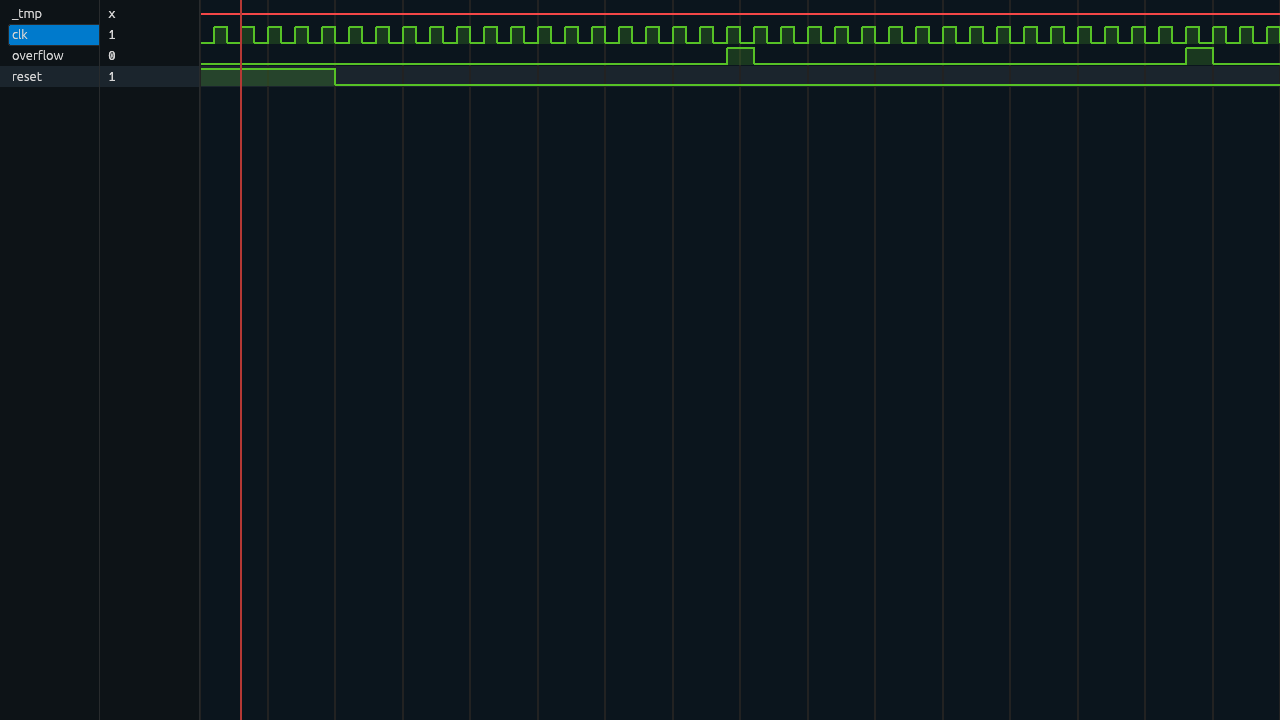 _tmp x
clk 1
overflow 0
reset 1